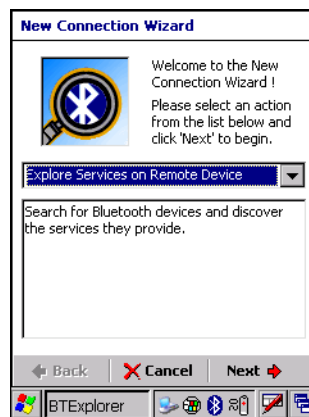 New Connection Wizard
Welcome to the New
Connection Wizard !
Please select an action
from the list below and
click 'Next' to begin.
Explore Services on Remote Device
Search for Bluetooth devices and discover
the services they provide.
Back
Cancel
Next
BTExplorer